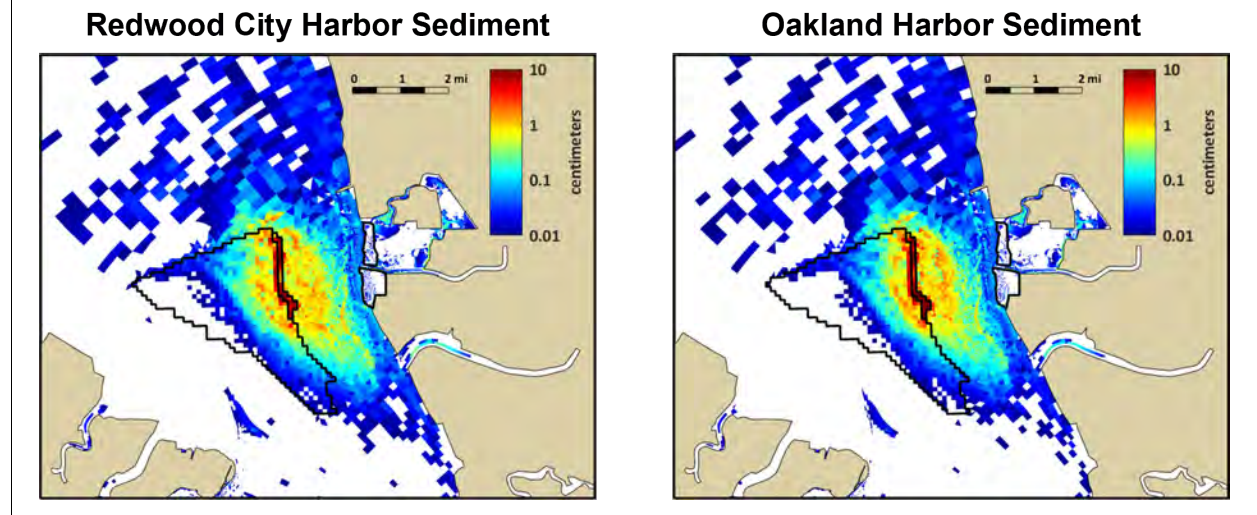 Redwood City Harbor Sediment
Oakland Harbor Sediment
0 1 2 mi
10
1
0.1
0.01
centimeters
0 1 2 mi
10
1
0.1
0.01
centimeters